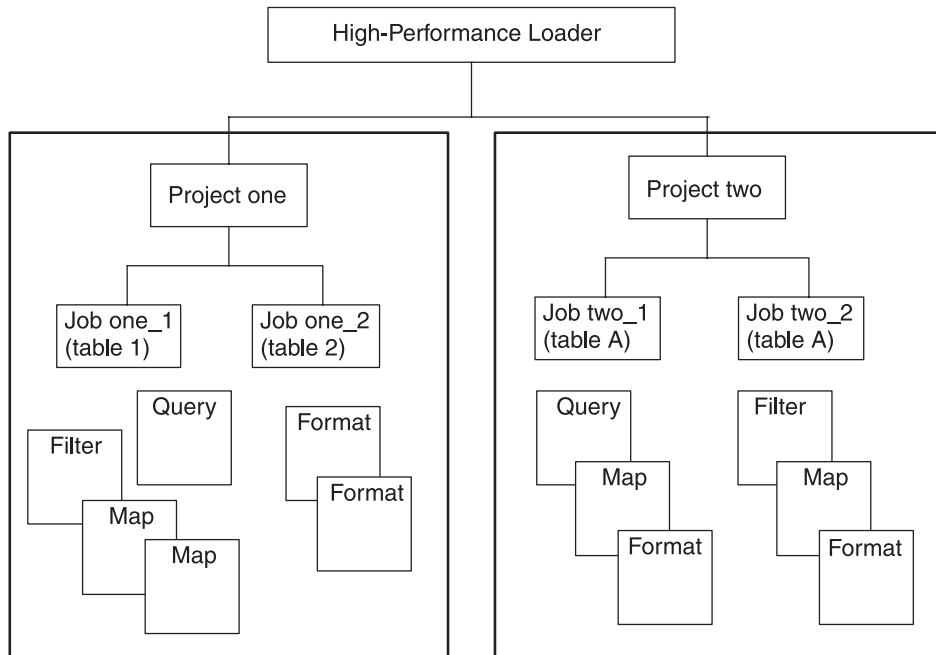 High-Performance Loader
Project one
Project two
Job one_1
(table 1)
Job one_2
(table 2)
Job two_1
(table A)
Job two_2
(table A)
Query
Filter
Map
Map
Format
Format
Query
Map
Format
Filter
Map
Format